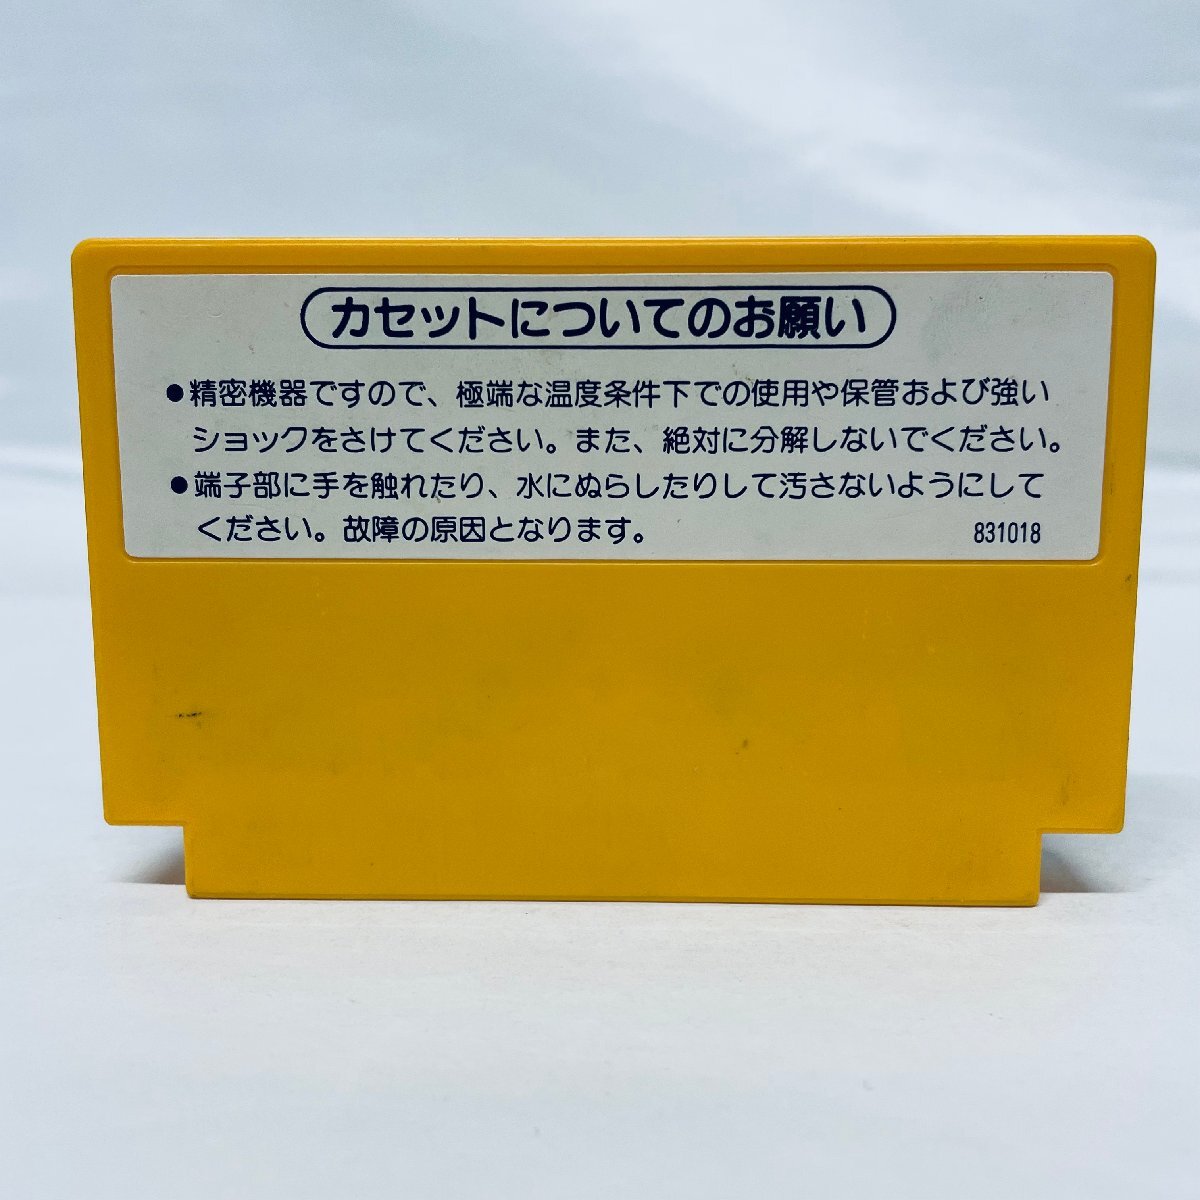 カセットについてのお願い
●精密機器ですので、極端な温度条件下での使用や保管および強い
ショックをさけてください。また、絶対に分解しないでください。
●端子部に手を触れたり、水にぬらしたりして汚さないようにして
ください。故障の原因となります。 831018